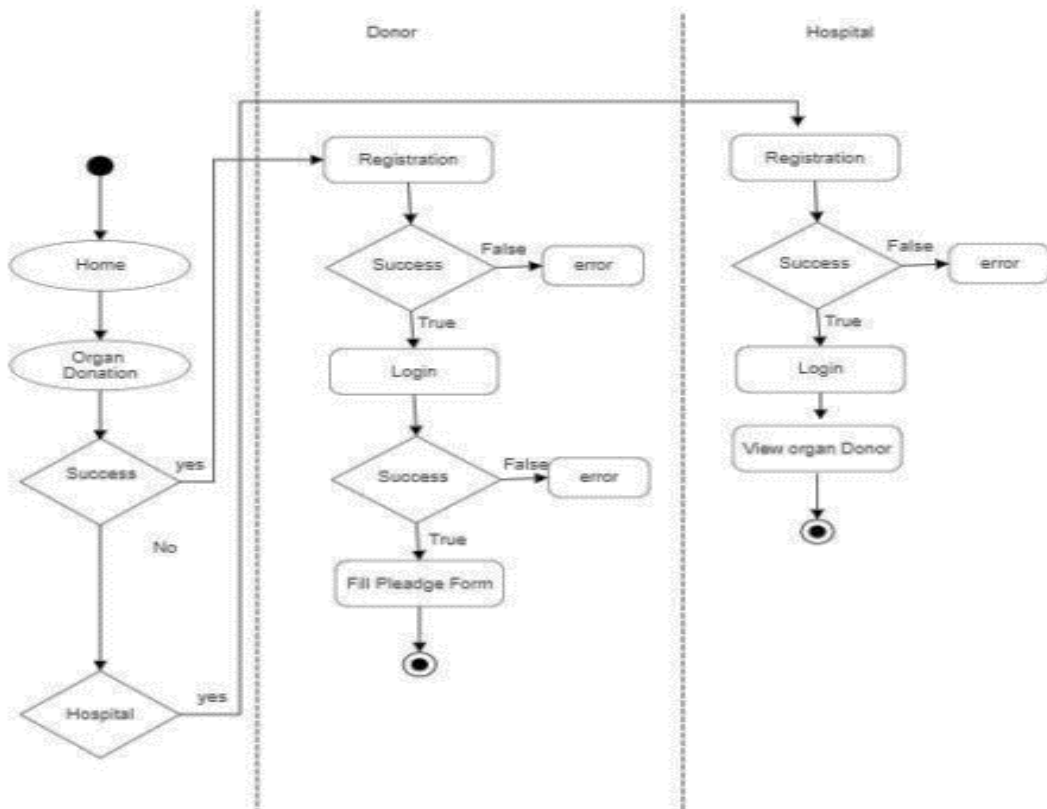 Donor
Hospital
Home
Organ
Donation
Success
yes
No
Hospital
yes
Registration
Success
False
error
True
Login
Success
False
error
True
Fill Pleadge Form
Registration
Success
False
error
True
Login
View organ Donor